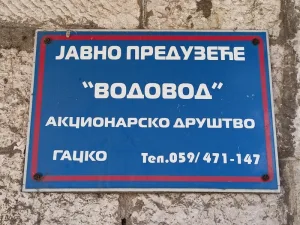 ЈАВНО ПРЕДУЗЕЋЕ
"ВОДОВОД"
АКЦИОНАРСКО ДРУШТВО
ГАЦКО Тел.059/471-147